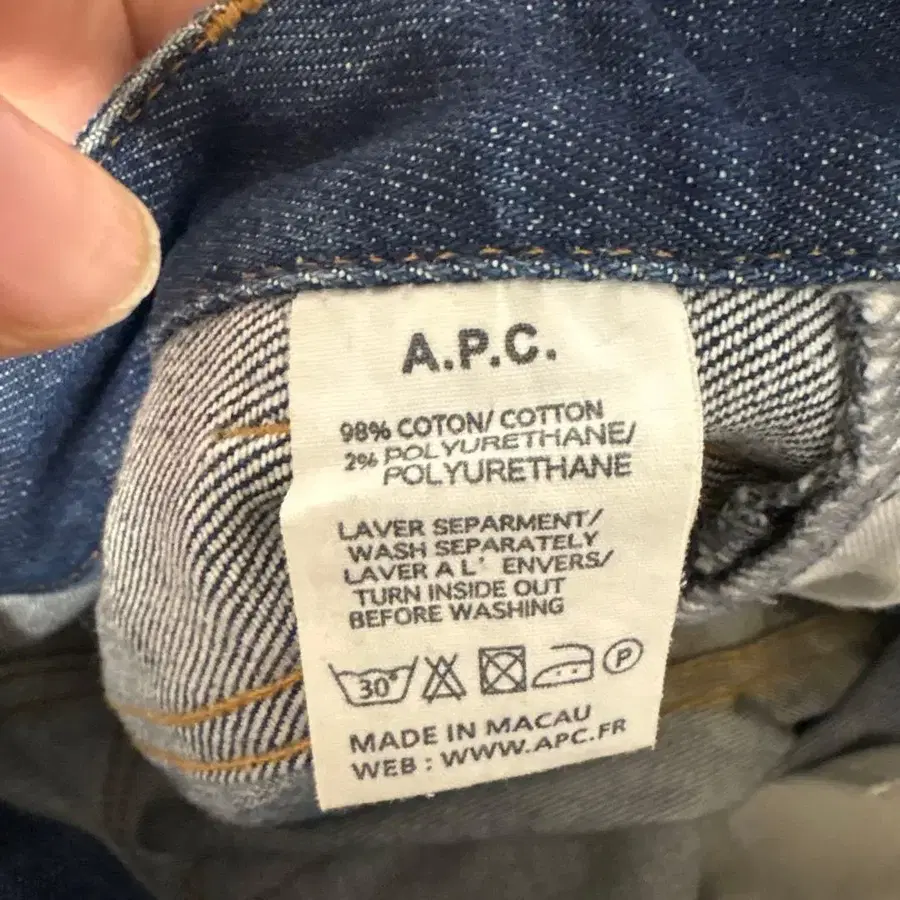 A.P.C.
98% COTON/ COTTON
2% POLYURETHANE/
POLYURETHANE
LAVER SEPARMENT/
WASH SEPARATELY
LAVER A L' ENVERS/
TURN INSIDE OUT
BEFORE WASHING
30° P
MADE IN MACAU
WEB : WWW.APC.FR